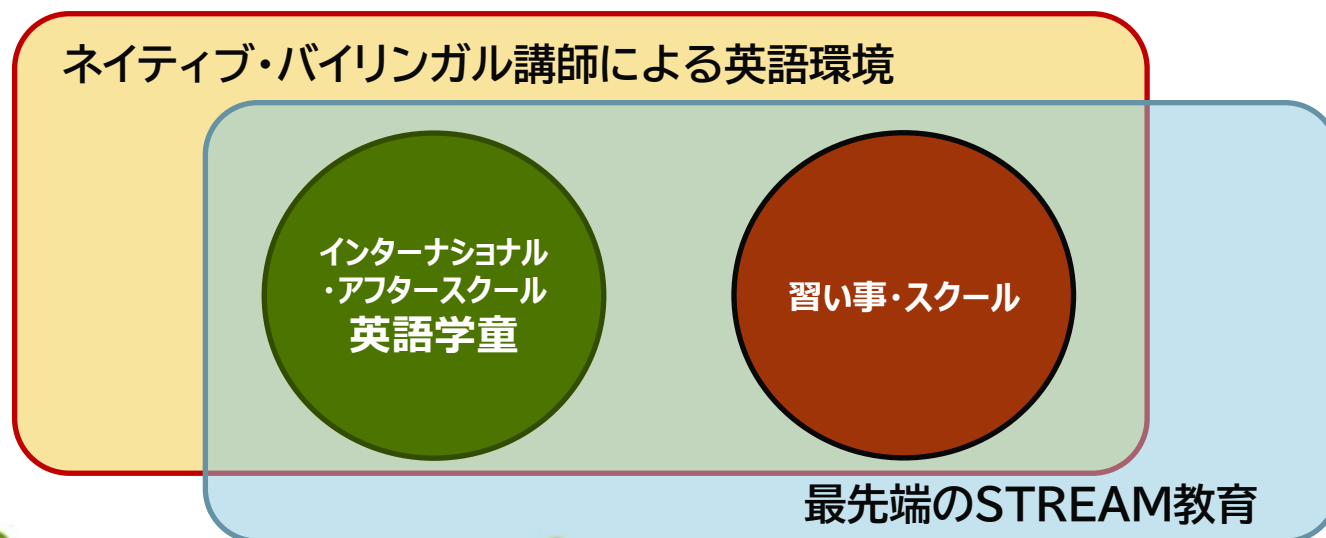 ネイティブ・バイリンガル講師による英語環境
インターナショナル
・アフタースクール
英語学童
習い事・スクール
最先端のSTREAM教育